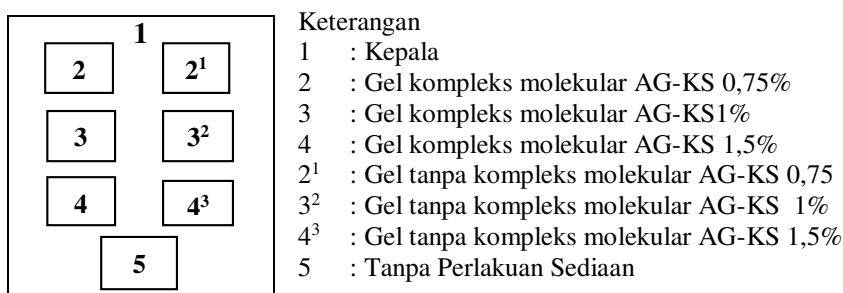 1
2 2¹
3 3²
4 4³
5
Keterangan
1 : Kepala
2 : Gel kompleks molekular AG-KS 0,75%
3 : Gel kompleks molekular AG-KS1%
4 : Gel kompleks molekular AG-KS 1,5%
2¹ : Gel tanpa kompleks molekular AG-KS 0,75
3² : Gel tanpa kompleks molekular AG-KS 1%
4³ : Gel tanpa kompleks molekular AG-KS 1,5%
5 : Tanpa Perlakuan Sediaan